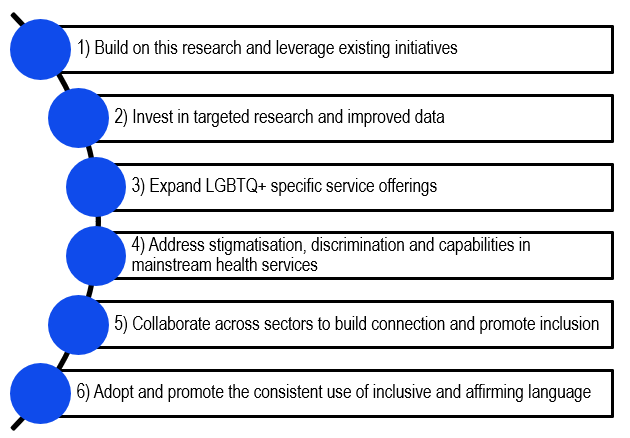 1) Build on this research and leverage existing initiatives
2) Invest in targeted research and improved data
3) Expand LGBTQ+ specific service offerings
4) Address stigmatisation, discrimination and capabilities in
mainstream health services
5) Collaborate across sectors to build connection and promote inclusion
6) Adopt and promote the consistent use of inclusive and affirming language